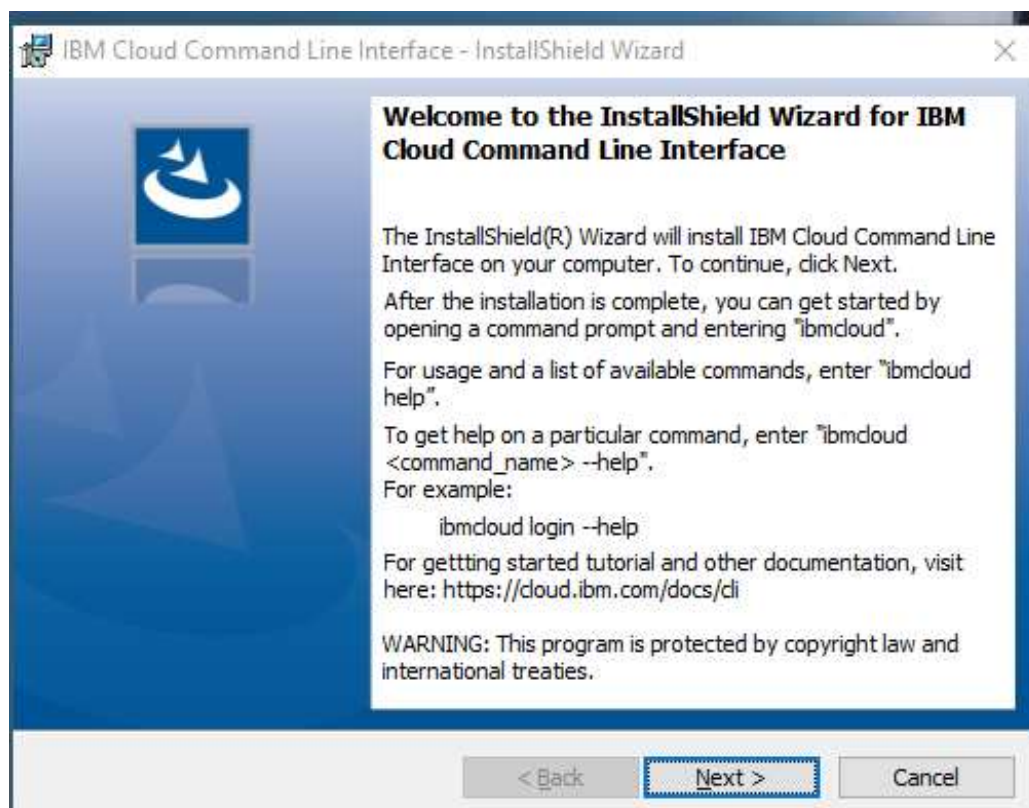 IBM Cloud Command Line Interface - InstallShield Wizard
Welcome to the InstallShield Wizard for IBM
Cloud Command Line Interface
The InstallShield(R) Wizard will install IBM Cloud Command Line
Interface on your computer. To continue, click Next.
After the installation is complete, you can get started by
opening a command prompt and entering "ibmcloud".
For usage and a list of available commands, enter "ibmcloud
help".
To get help on a particular command, enter "ibmcloud
<command_name> --help".
For example:
ibmcloud login --help
For gettting started tutorial and other documentation, visit
here: https://cloud.ibm.com/docs/cli
WARNING: This program is protected by copyright law and
international treaties.
< Back Next > Cancel